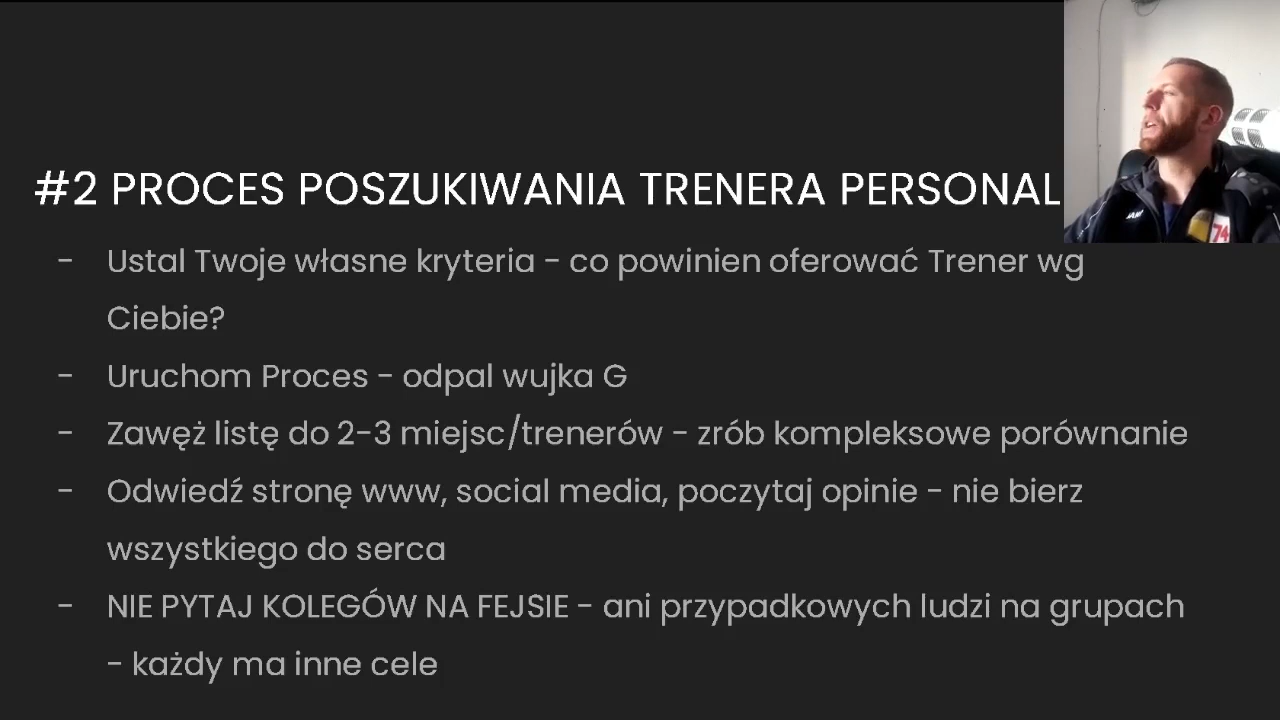 #2 PROCES POSZUKIWANIA TRENERA PERSONAL
Ustal Twoje własne kryteria - co powinien oferować Trener wg
Ciebie?
- Uruchom Proces - odpal wujka G
- Zawęż listę do 2-3 miejsc/trenerów - zrób kompleksowe porównanie
- Odwiedź stronę www, social media, poczytaj opinie - nie bierz
wszystkiego do serca
- NIE PYTAJ KOLEGÓW NA FEJSIE - ani przypadkowych ludzi na grupach
- każdy ma inne cele
74